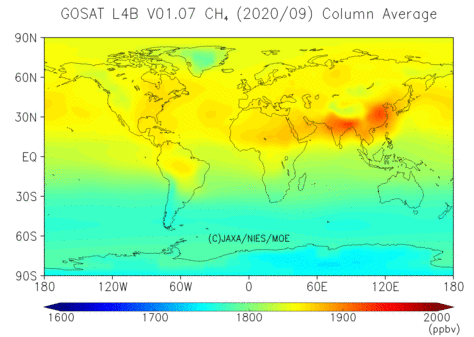 GOSAT L4B V01.07 CH₄ (2020/09) Column Average
90N
60N
30N
EQ
30S
60S
90S
(C)JAXA/NIES/MOE
180 120W 60W 0 60E 120E 180
1600 1700 1800 1900 2000
(ppbv)